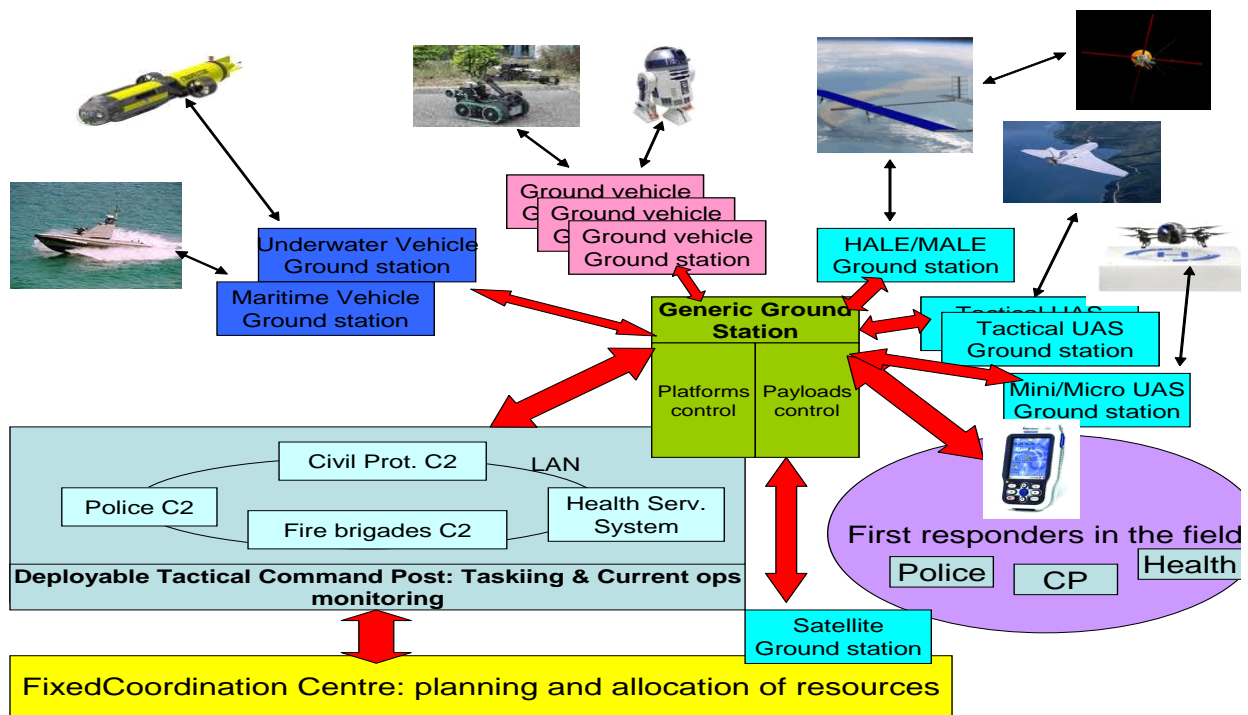 Ground vehicle
G
Ground vehicle
G
Ground vehicle
Ground station
Underwater Vehicle
Ground station
Maritime Vehicle
Ground station
HALE/MALE
Ground station
Tactical UAS
Tactical UAS
Ground station
Mini/Micro UAS
Ground station
Generic Ground
Station
Platforms
control
Payloads
control
Civil Prot. C2
LAN
Police C2
Health Serv.
System
Fire brigades C2
Deployable Tactical Command Post: Taskiing & Current ops
monitoring
First responders in the field
Police
CP
Health
Satellite
Ground station
FixedCoordination Centre: planning and allocation of resources